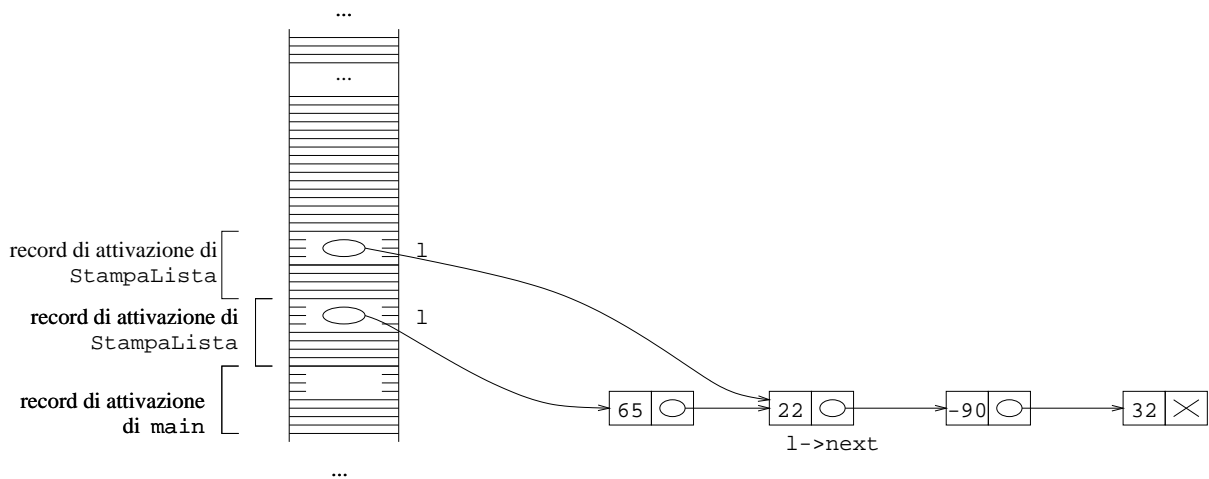 ...
...
record di attivazione di
StampaLista
l
record di attivazione di
StampaLista
l
record di attivazione
di main
65
22
-90
32
l->next
...